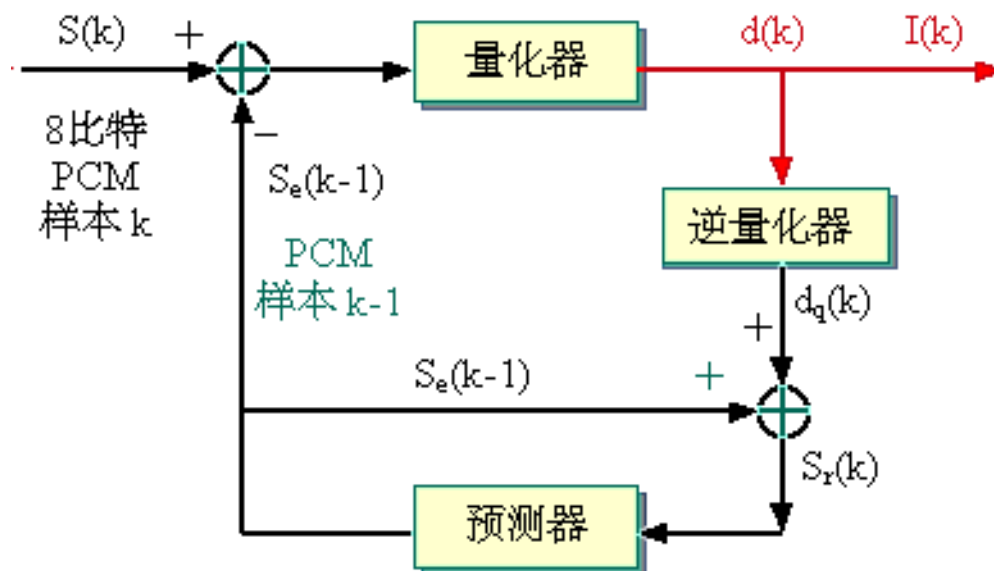 S(k)
+
量化器
d(k)
I(k)
8比特
PCM
样本 k
−
Sₑ(k-1)
PCM
样本 k-1
逆量化器
d_q(k)
+
Sₑ(k-1)
+
Sᵣ(k)
预测器